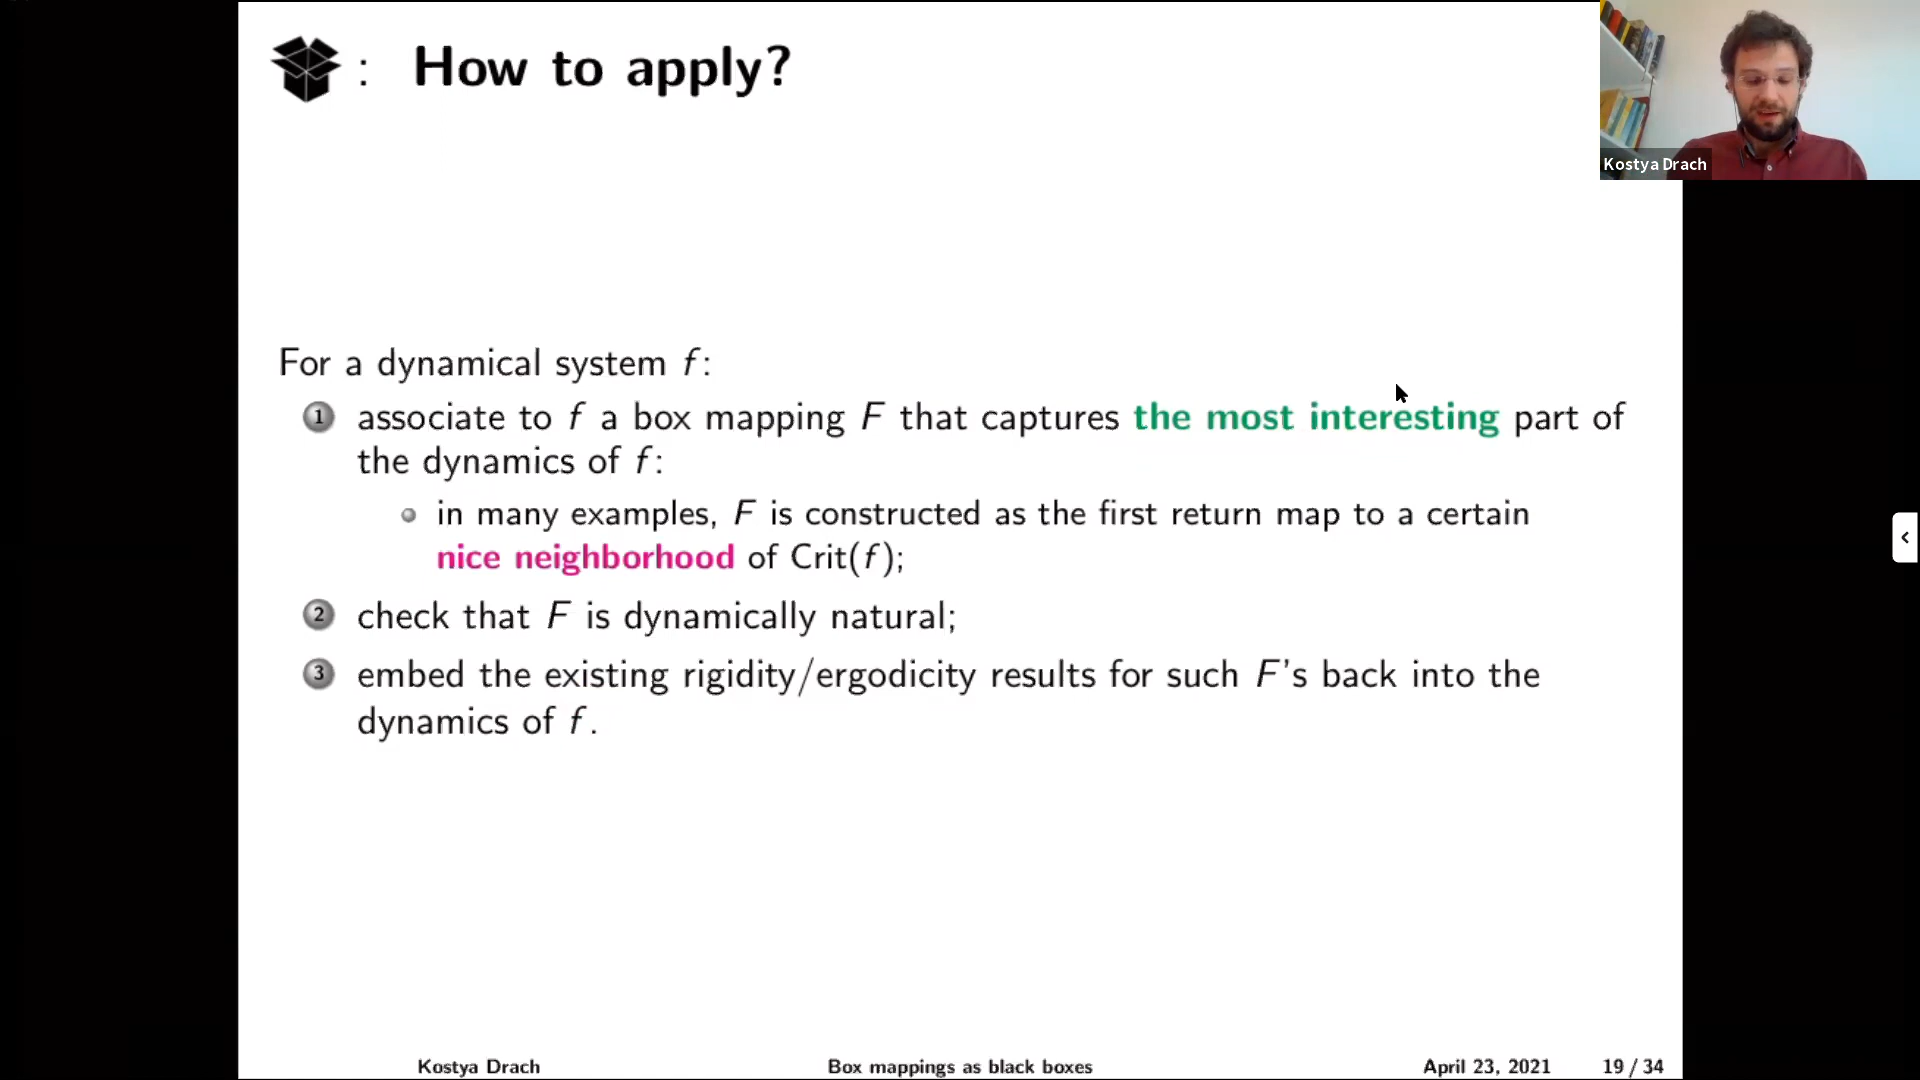 : How to apply?
Kostya Drach
For a dynamical system f:
1 associate to f a box mapping F that captures the most interesting part of
the dynamics of f:
in many examples, F is constructed as the first return map to a certain
nice neighborhood of Crit(f);
2 check that F is dynamically natural;
3 embed the existing rigidity/ergodicity results for such F's back into the
dynamics of f.
Kostya Drach Box mappings as black boxes April 23, 2021 19 / 34